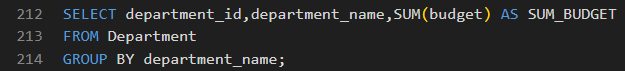 212 SELECT department_id,department_name,SUM(budget) AS SUM_BUDGET
213 FROM Department
214 GROUP BY department_name;